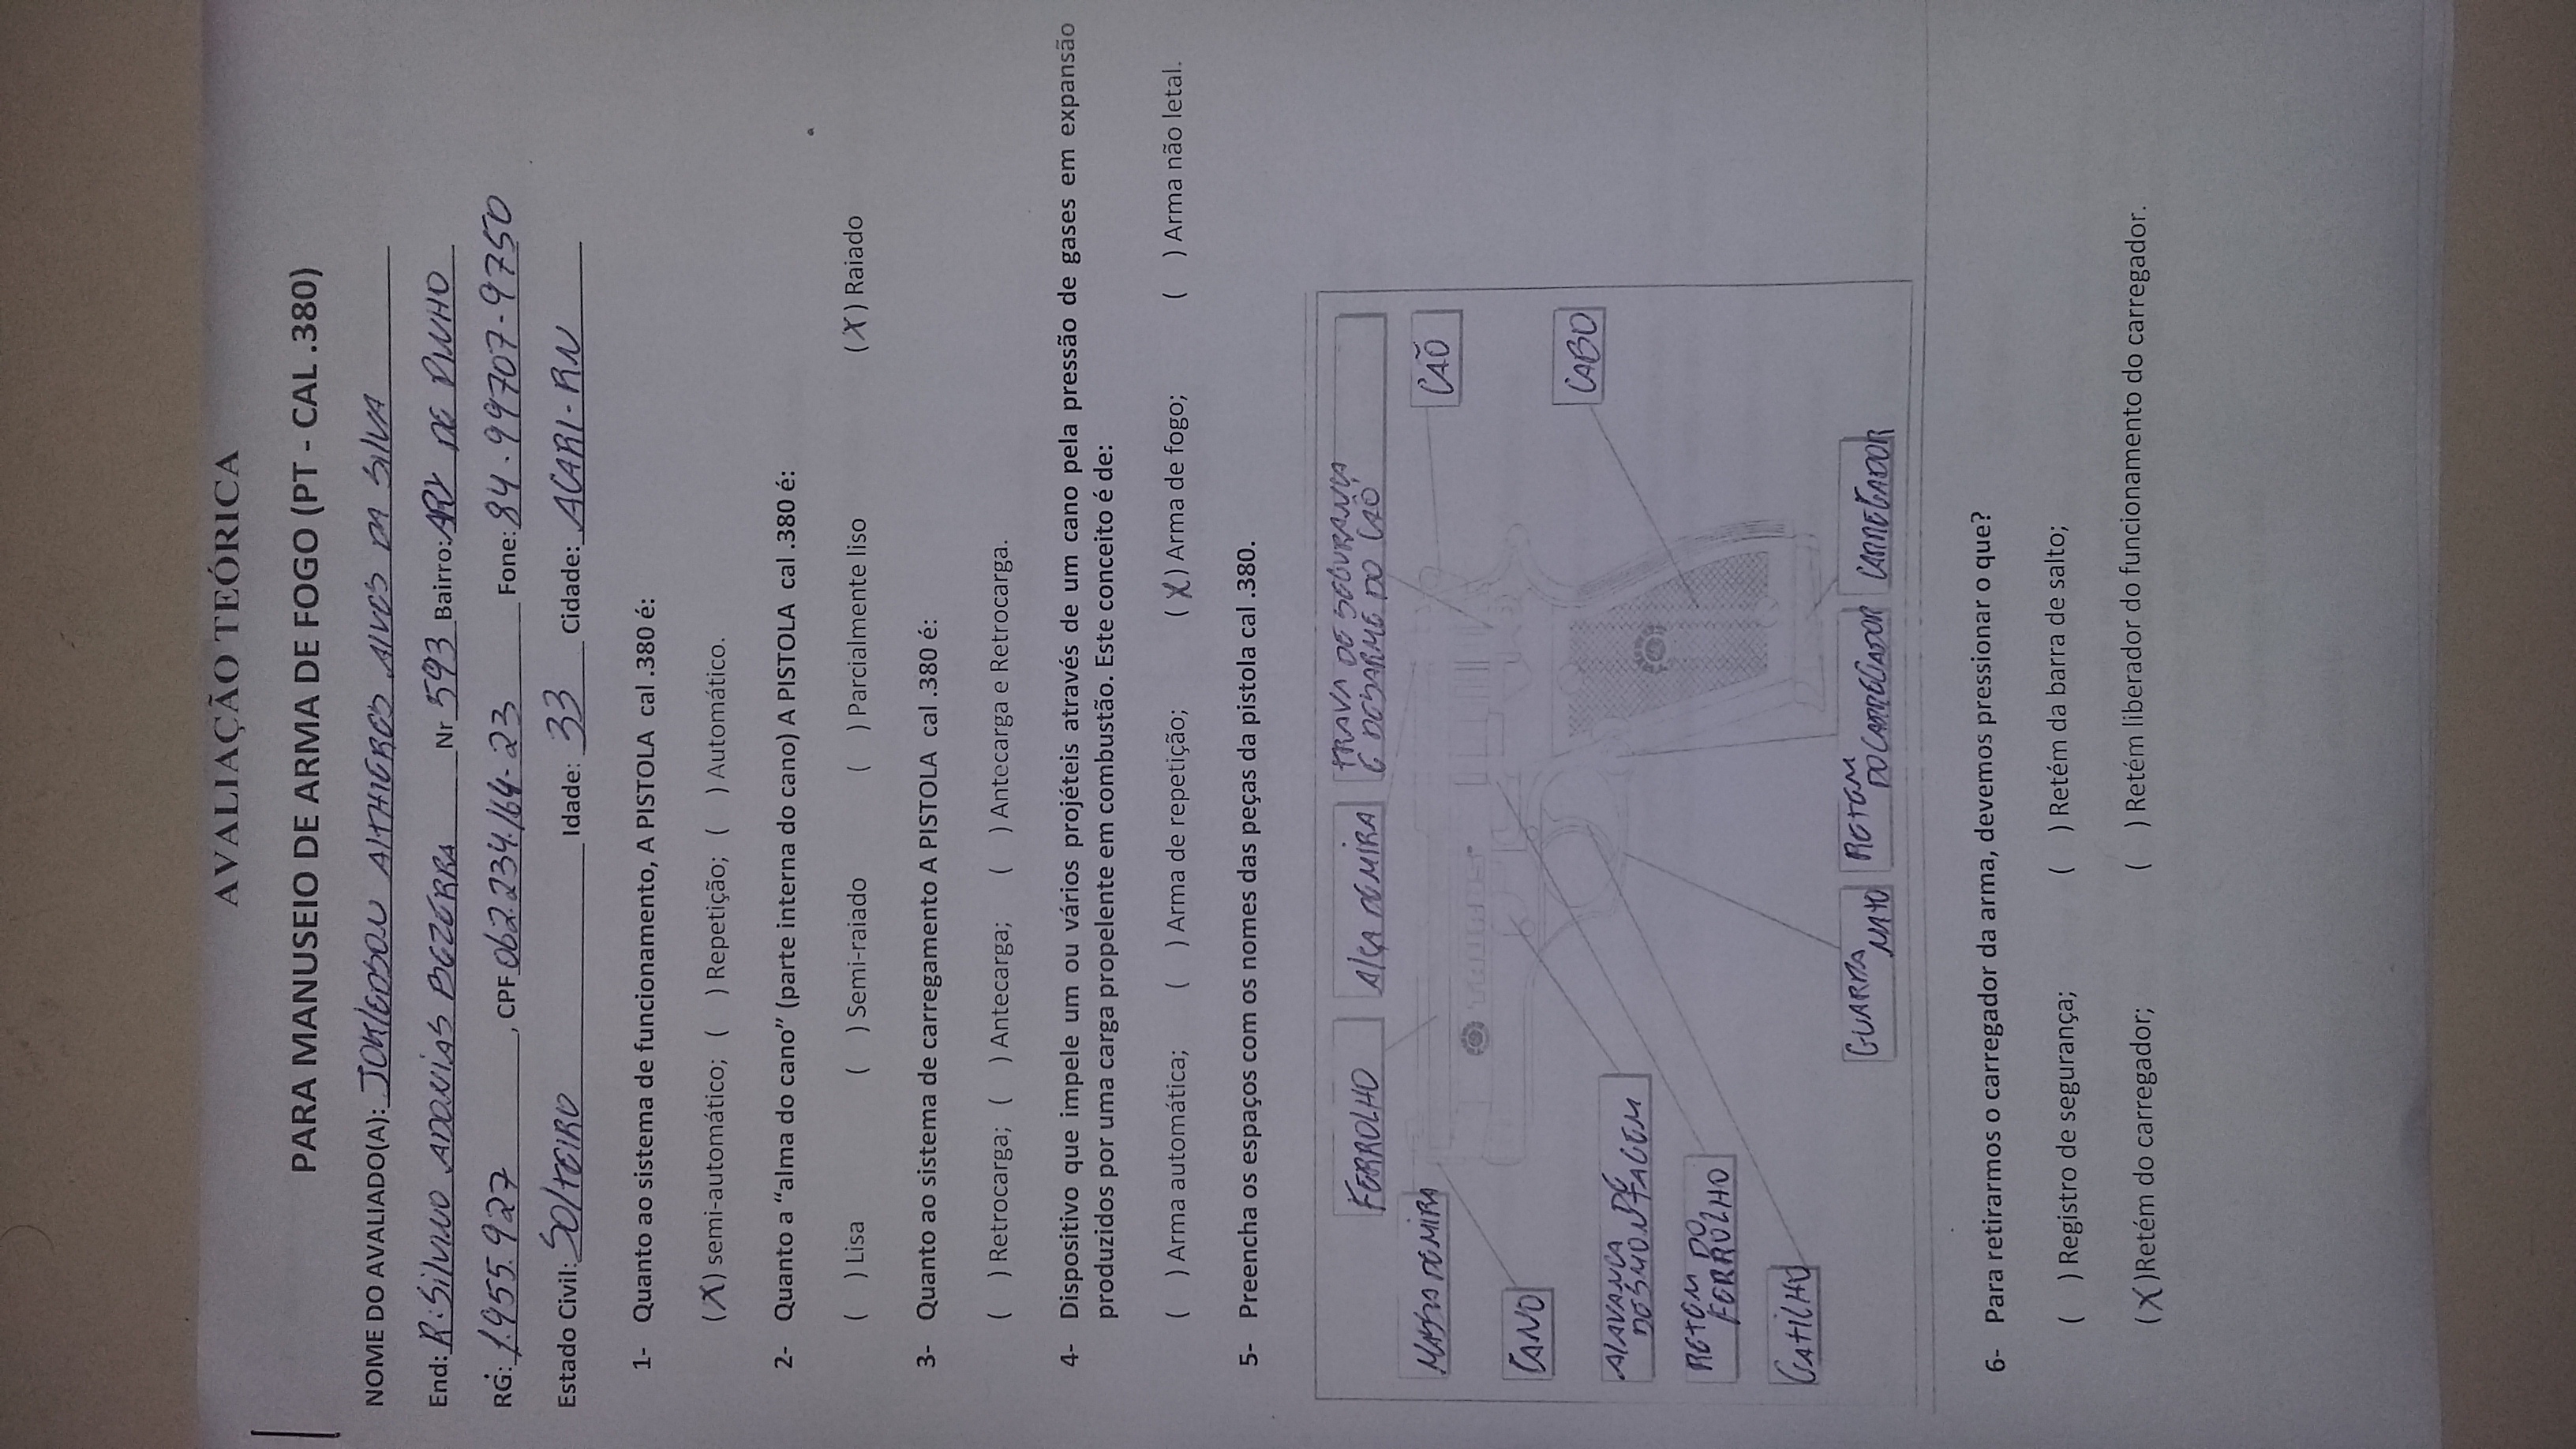 AVALIAÇÃO TEÓRICA
PARA MANUSEIO DE ARMA DE FOGO (PT - CAL .380)
NOME DO AVALIADO(A): JOKLEDSON AlTHIERES AlVES DA SilVA
End: R: SilVINO ADONIAS BEZERRA Nr 593 Bairro: ARY DE PINHO
RG: 1.955.927, CPF 062.234.164-23 Fone: 84.99707-9750
Estado Civil: SOlTEIRO Idade: 33 Cidade: ACARI-RN
1- Quanto ao sistema de funcionamento, A PISTOLA cal .380 é:
(X) semi-automático; ( ) Repetição; ( ) Automático.
2- Quanto a “alma do cano” (parte interna do cano) A PISTOLA cal .380 é:
( ) Lisa ( ) Semi-raiado ( ) Parcialmente liso (X) Raiado
3- Quanto ao sistema de carregamento A PISTOLA cal .380 é:
( ) Retrocarga; ( ) Antecarga; ( ) Antecarga e Retrocarga.
4- Dispositivo que impele um ou vários projéteis através de um cano pela pressão de gases em expansão
produzidos por uma carga propelente em combustão. Este conceito é de:
( ) Arma automática; ( ) Arma de repetição; (X) Arma de fogo; ( ) Arma não letal.
5- Preencha os espaços com os nomes das peças da pistola cal .380.
FERROLHO AlÇA DE MIRA TRAVA DE SEGURANÇA
E DESARME DO CAÕ
MASSA DE MIRA
CAÕ
TAURUS
CANO
CABO
AlAVANCA DE
DESMONTAGEM
RETEM DO
FERROLHO
GATILHO
GUARDA
MATO
RETEM
DO CARREGADOR
CARREGADOR
6- Para retirarmos o carregador da arma, devemos pressionar o que?
( ) Registro de segurança; ( ) Retém da barra de salto;
(X)Retém do carregador; ( ) Retém liberador do funcionamento do carregador.